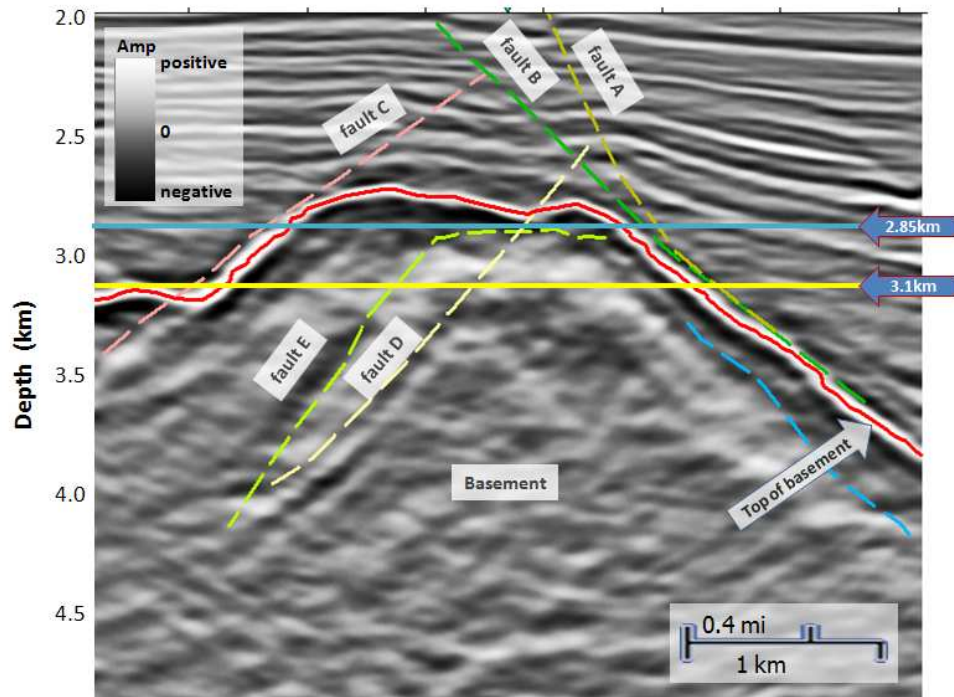 2.0
Amp
positive
0
negative
fault B
fault A
fault C
2.5
2.85km
3.0
3.1km
fault E
fault D
3.5
Depth (km)
4.0
Basement
Top of basement
4.5
0.4 mi
1 km